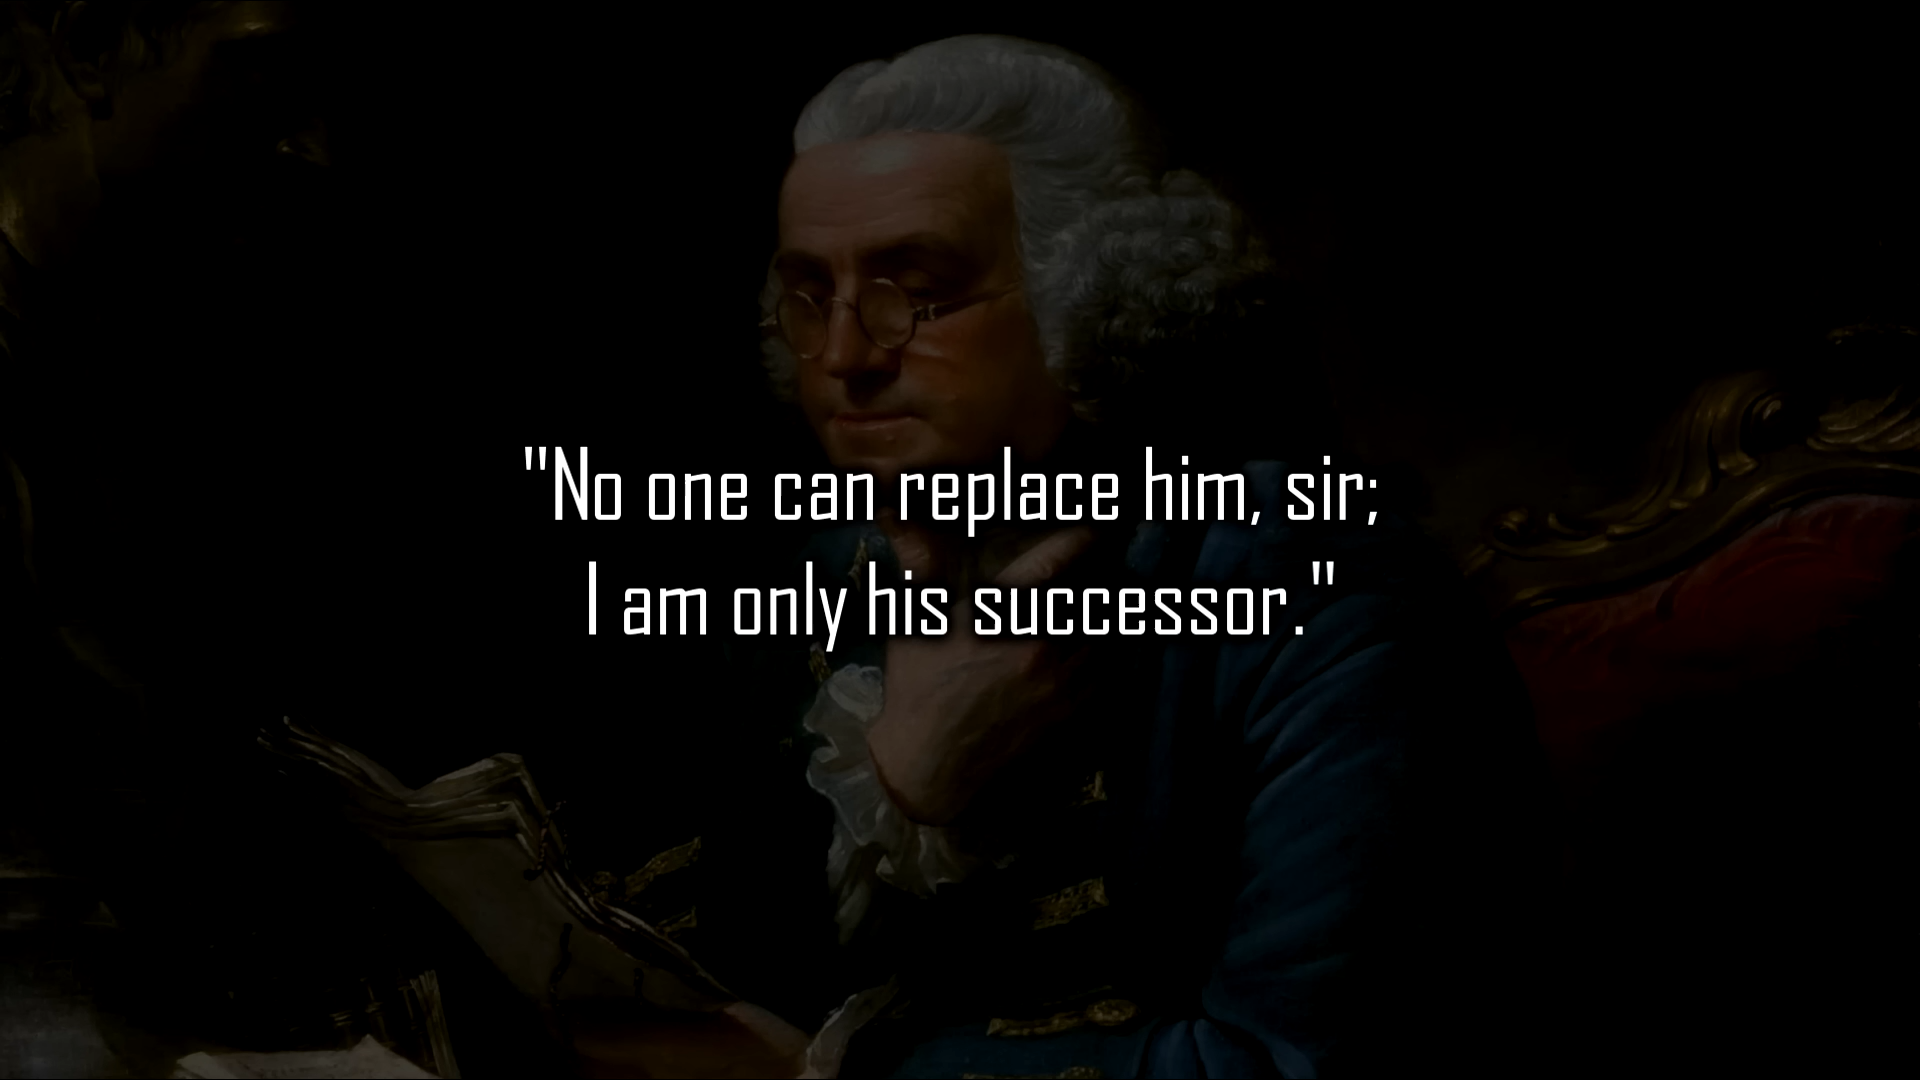 "No one can replace him, sir;
I am only his successor."